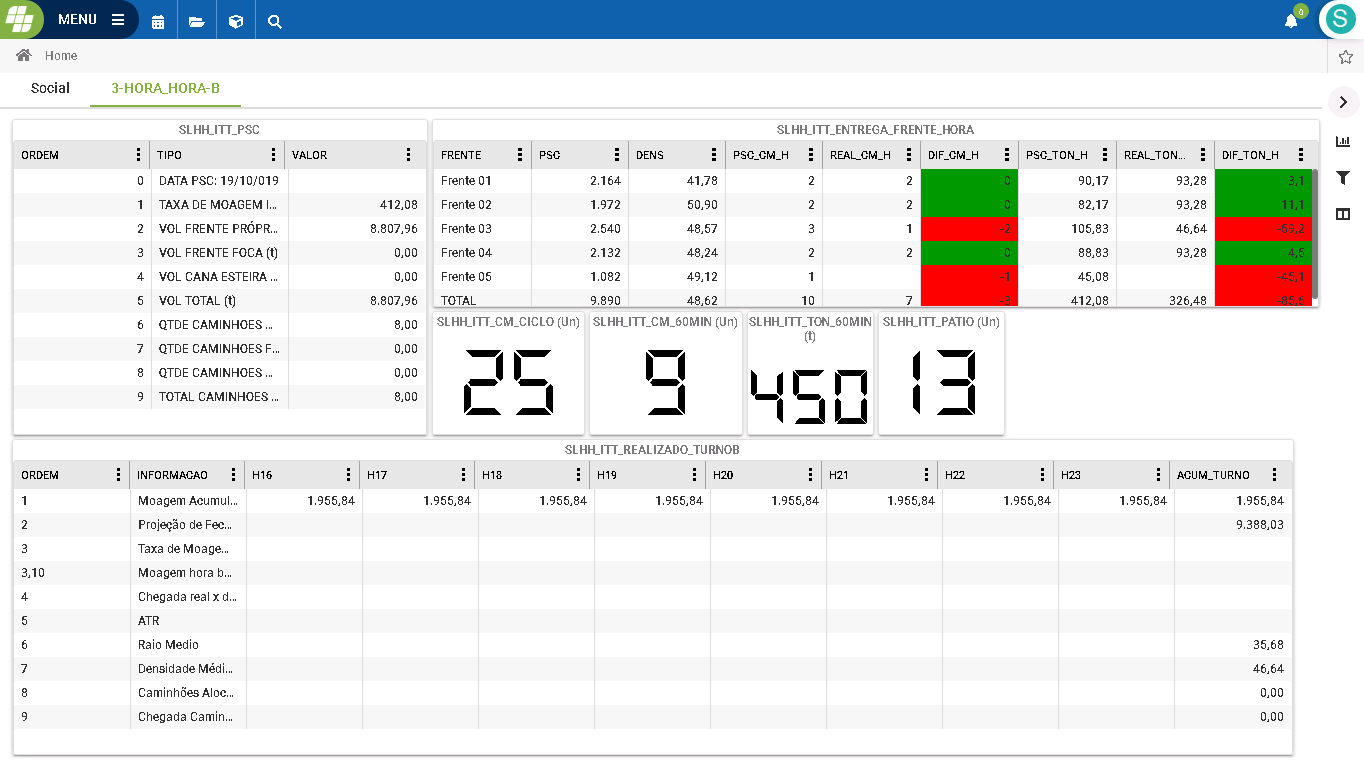 MENU
0
S
Home
Social 3-HORA_HORA-B
SLHH_ITT_PSC
ORDEM TIPO VALOR
0 DATA PSC: 19/10/019
1 TAXA DE MOAGEM I... 412,08
2 VOL FRENTE PRÓPR... 8.807,96
3 VOL FRENTE FOCA (t) 0,00
4 VOL CANA ESTEIRA ... 0,00
5 VOL TOTAL (t) 8.807,96
6 QTDE CAMINHOES ... 8,00
7 QTDE CAMINHOES F... 0,00
8 QTDE CAMINHOES ... 0,00
9 TOTAL CAMINHOES ... 8,00
SLHH_ITT_ENTREGA_FRENTE_HORA
FRENTE PSC DENS PSC_CM_H REAL_CM_H DIF_CM_H PSC_TON_H REAL_TON... DIF_TON_H
Frente 01 2.164 41,78 2 2 0 90,17 93,28 3,1
Frente 02 1.972 50,90 2 2 0 82,17 93,28 11,1
Frente 03 2.540 48,57 3 1 -2 105,83 46,64 -59,2
Frente 04 2.132 48,24 2 2 0 88,83 93,28 4,5
Frente 05 1.082 49,12 1 -1 45,08 -45,1
TOTAL 9.890 48,62 10 7 -3 412,08 326,48 -85,6
SLHH_ITT_CM_CICLO (Un)
25
SLHH_ITT_CM_60MIN (Un)
9
SLHH_ITT_TON_60MIN
(t)
450
SLHH_ITT_PATIO (Un)
13
SLHH_ITT_REALIZADO_TURNOB
ORDEM INFORMACAO H16 H17 H18 H19 H20 H21 H22 H23 ACUM_TURNO
1 Moagem Acumul... 1.955,84 1.955,84 1.955,84 1.955,84 1.955,84 1.955,84 1.955,84 1.955,84 1.955,84
2 Projeção de Fec... 9.388,03
3 Taxa de Moage...
3,10 Moagem hora b...
4 Chegada real x d...
5 ATR
6 Raio Medio 35,68
7 Densidade Médi... 46,64
8 Caminhões Aloc... 0,00
9 Chegada Camin... 0,00